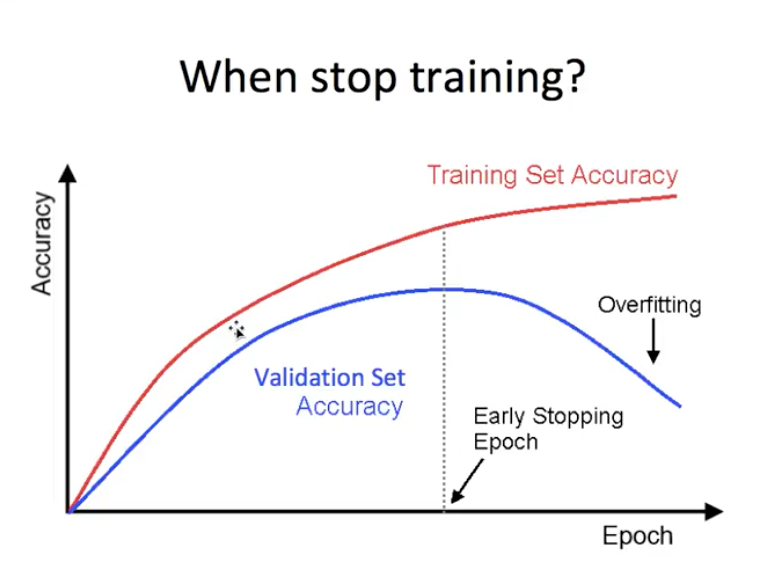 When stop training?
Training Set Accuracy
Accuracy
Overfitting
Validation Set
Accuracy
Early Stopping
Epoch
Epoch